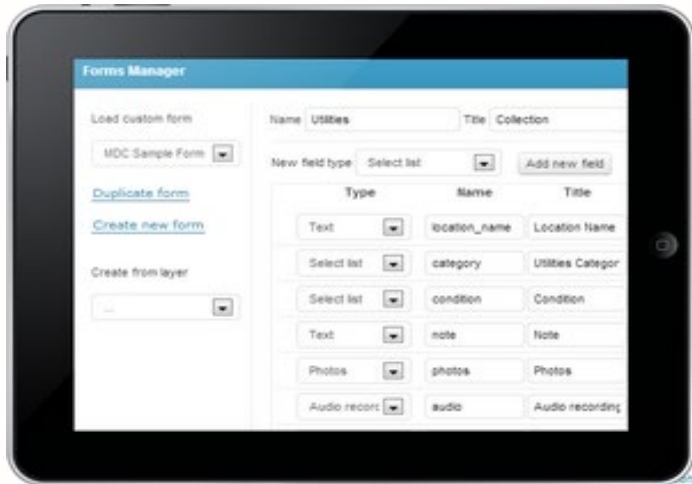 Forms Manager
Load custom form
MDC Sample Form
Duplicate form
Create new form
Create from layer
...
Name Utilities Title Collection
New field type Select list Add new field
Type Name Title
Text location_name Location Name
Select list category Utilities Categor
Select list condition Condition
Text note Note
Photos photos Photos
Audio record audio Audio recording